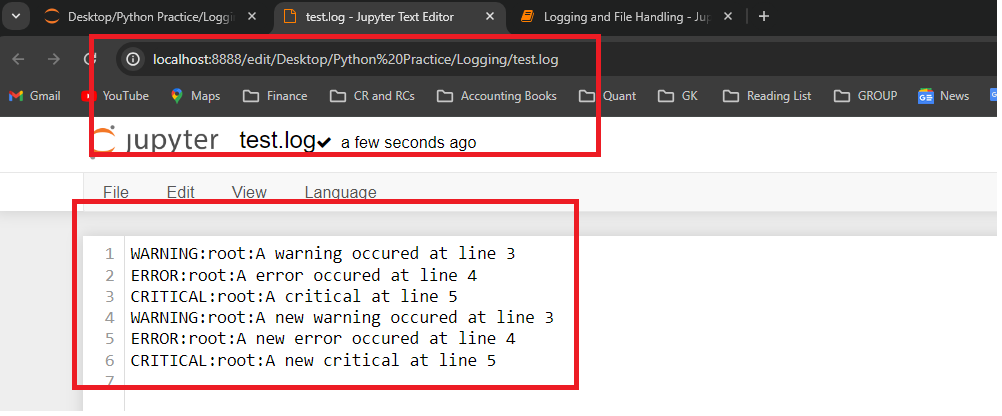 Desktop/Python Practice/Loggi
test.log - Jupyter Text Editor
Logging and File Handling - Jup
localhost:8888/edit/Desktop/Python%20Practice/Logging/test.log
Gmail YouTube Maps Finance CR and RCs Accounting Books Quant GK Reading List GROUP News
jupyter test.log a few seconds ago
File Edit View Language
1 WARNING:root:A warning occured at line 3
2 ERROR:root:A error occured at line 4
3 CRITICAL:root:A critical at line 5
4 WARNING:root:A new warning occured at line 3
5 ERROR:root:A new error occured at line 4
6 CRITICAL:root:A new critical at line 5
7